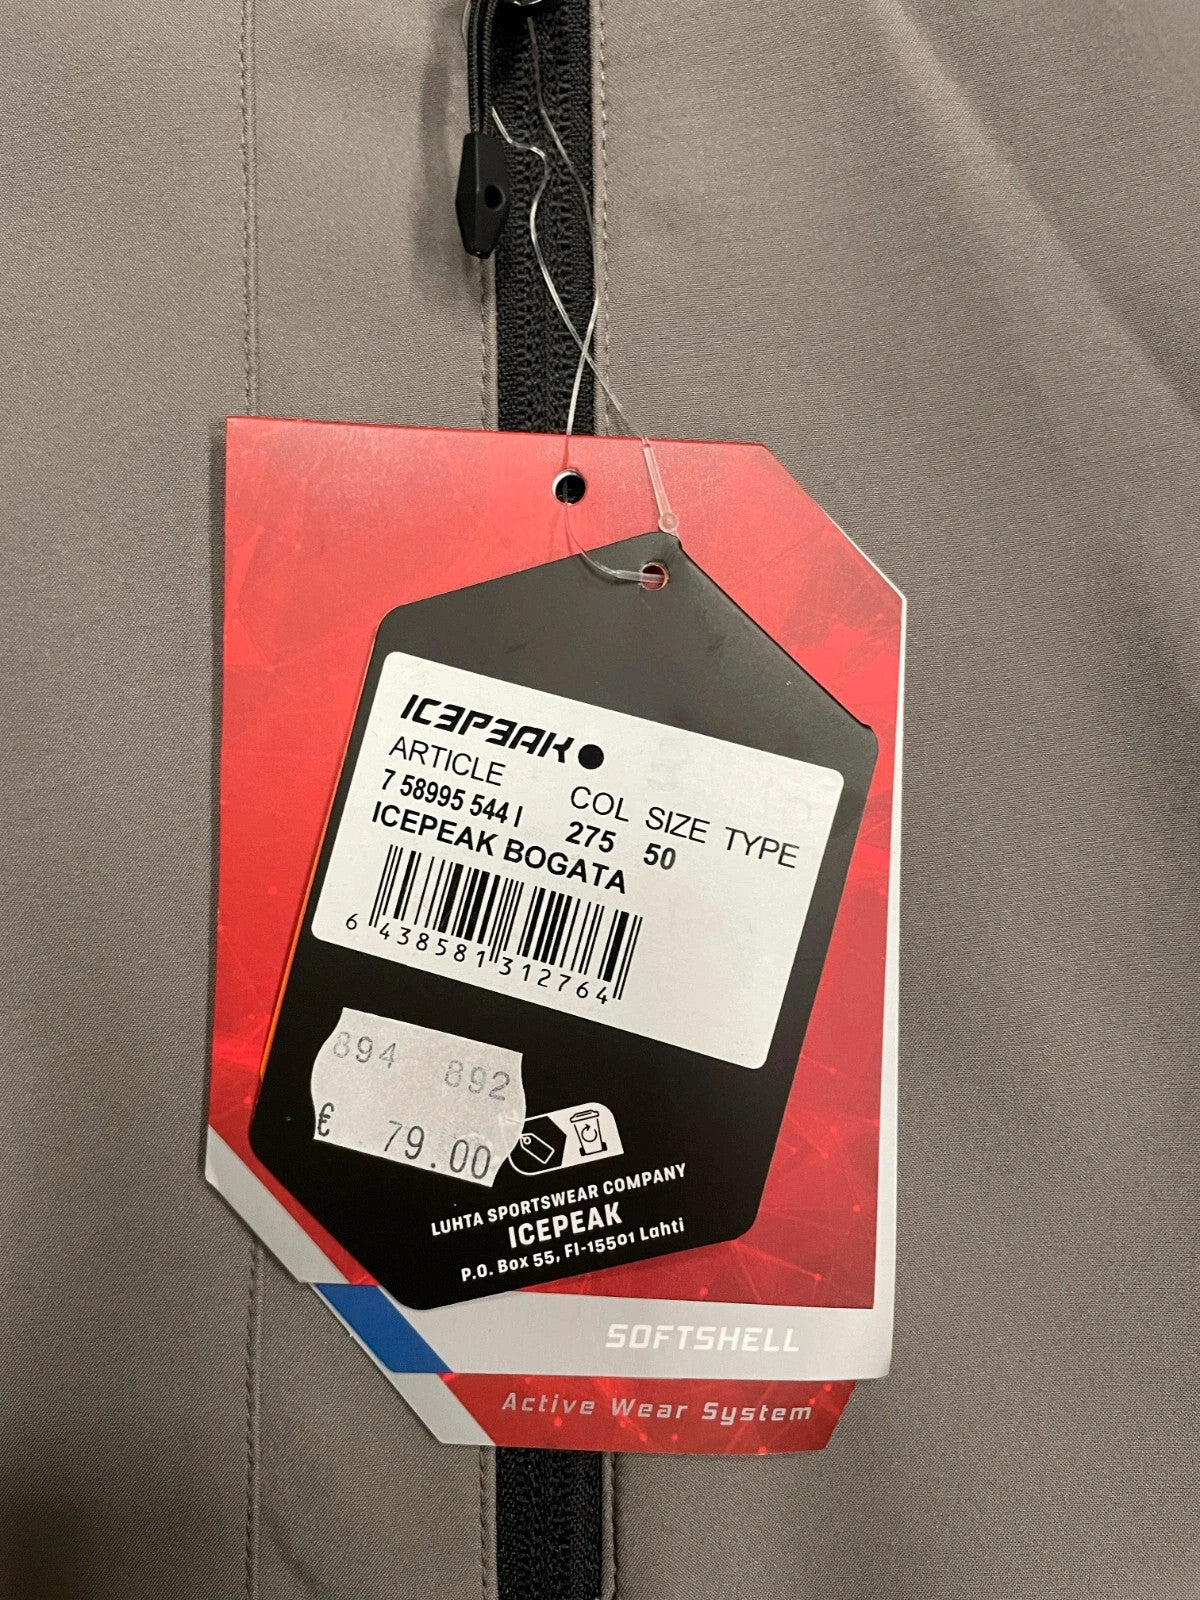 ICEPEAK
ARTICLE COL SIZE TYPE
7 58995 544 I 275 50
ICEPEAK BOGATA
6 438581 312764
894 892
€ 79.00
LUHTA SPORTSWEAR COMPANY
ICEPEAK
P.O. Box 55, FI-15501 Lahti
SOFTSHELL
Active Wear System